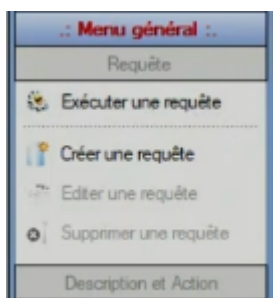 .: Menu général :.
Requête
Exécuter une requête
Créer une requête
Editer une requête
Supprimer une requête
Description et Action